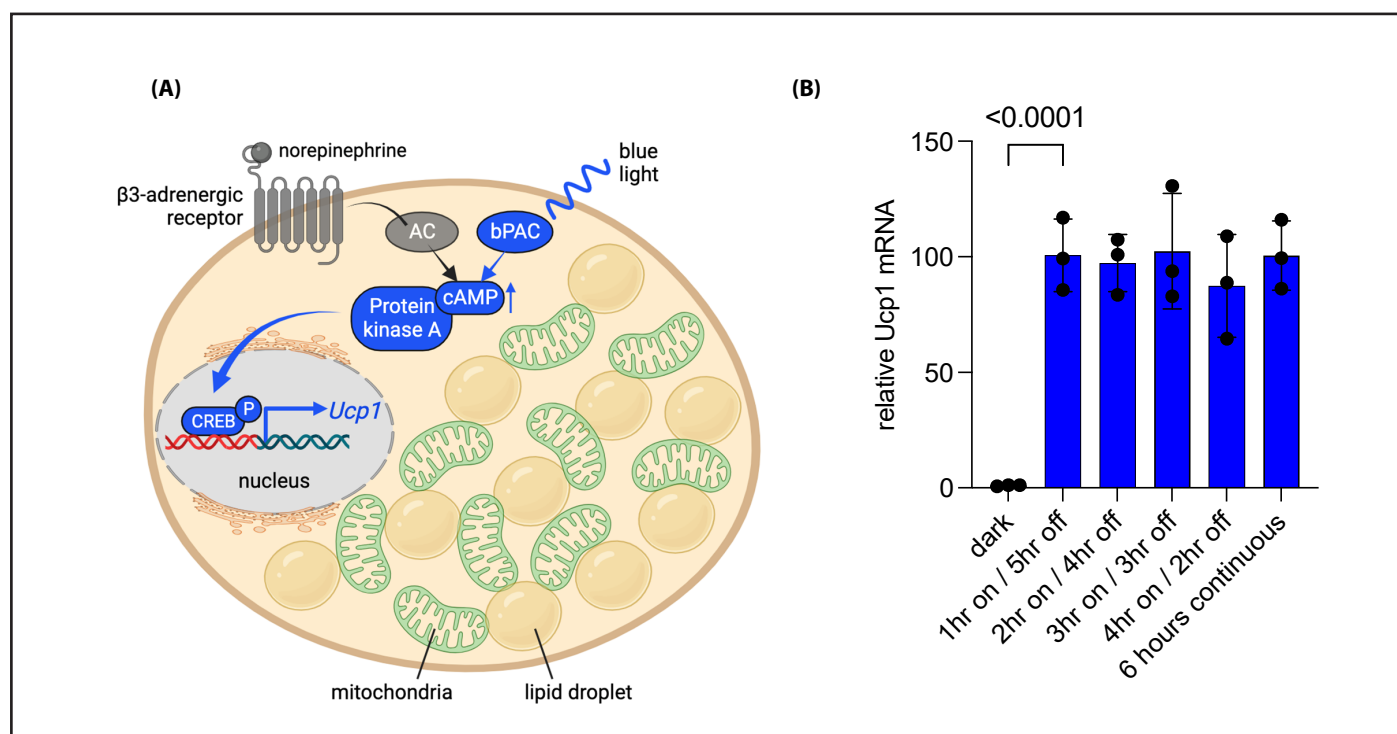 (A)
norepinephrine
β3-adrenergic
receptor
blue
light
AC
bPAC
cAMP
Protein
kinase A
P
CREB
Ucp1
nucleus
mitochondria
lipid droplet
(B)
<0.0001
relative Ucp1 mRNA
150
100
50
0
dark
1hr on / 5hr off
2hr on / 4hr off
3hr on / 3hr off
4hr on / 2hr off
6 hours continuous